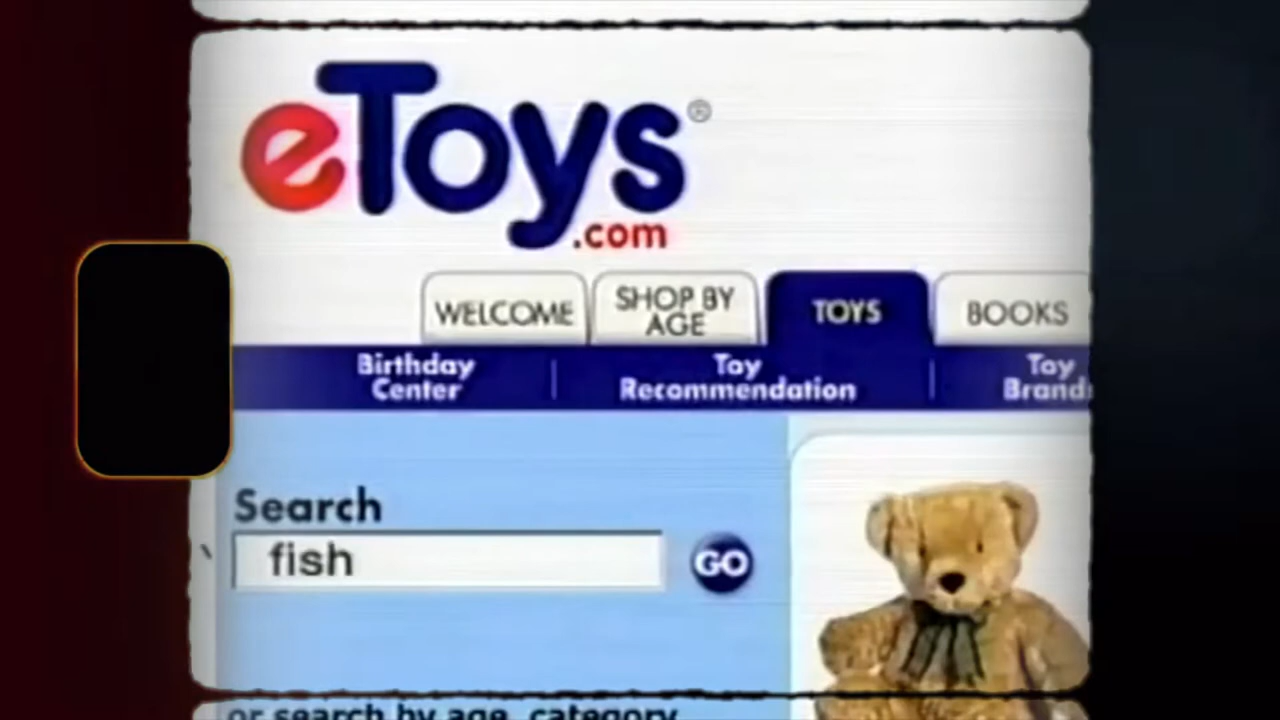 eToys®
.com
WELCOME
SHOP BY
AGE
TOYS
BOOKS
Birthday
Center
Toy
Recommendation
Toy
Brand
Search
fish
GO
or search by age, category